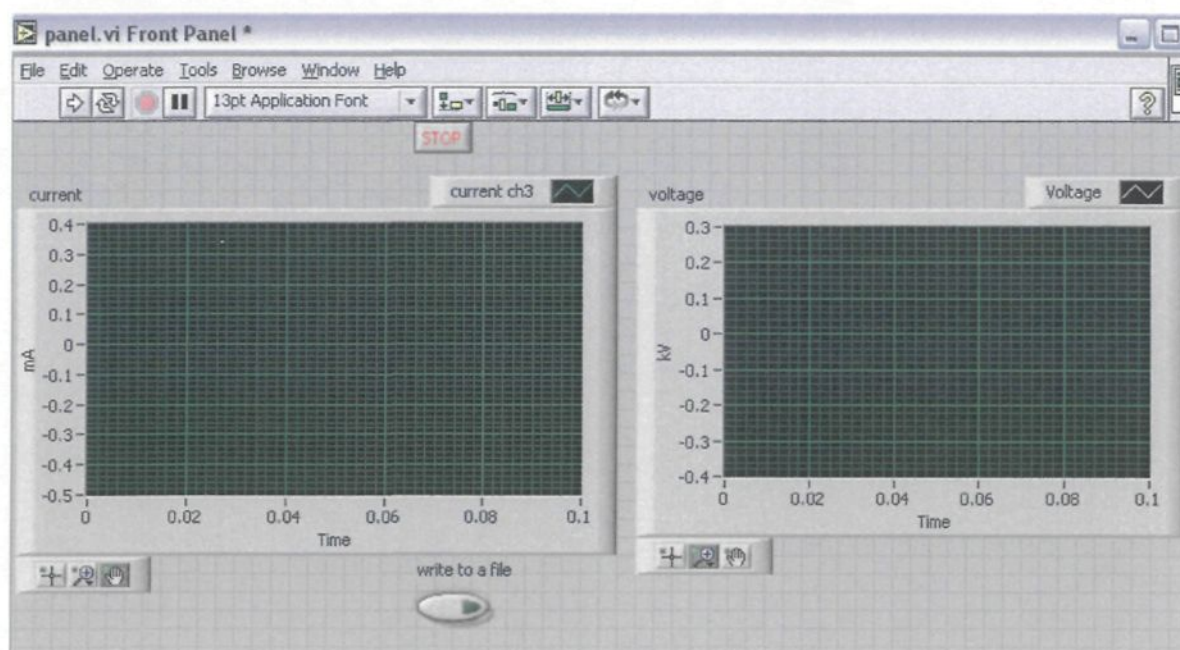 panel.vi Front Panel *
File Edit Operate Tools Browse Window Help
13pt Application Font
?
STOP
current
current ch3
0.4
0.3
0.2
0.1
0
-0.1
-0.2
-0.3
-0.4
-0.5
mA
0 0.02 0.04 0.06 0.08 0.1
Time
voltage
Voltage
0.3
0.2
0.1
0
-0.1
-0.2
-0.3
-0.4
kV
0 0.02 0.04 0.06 0.08 0.1
Time
write to a file